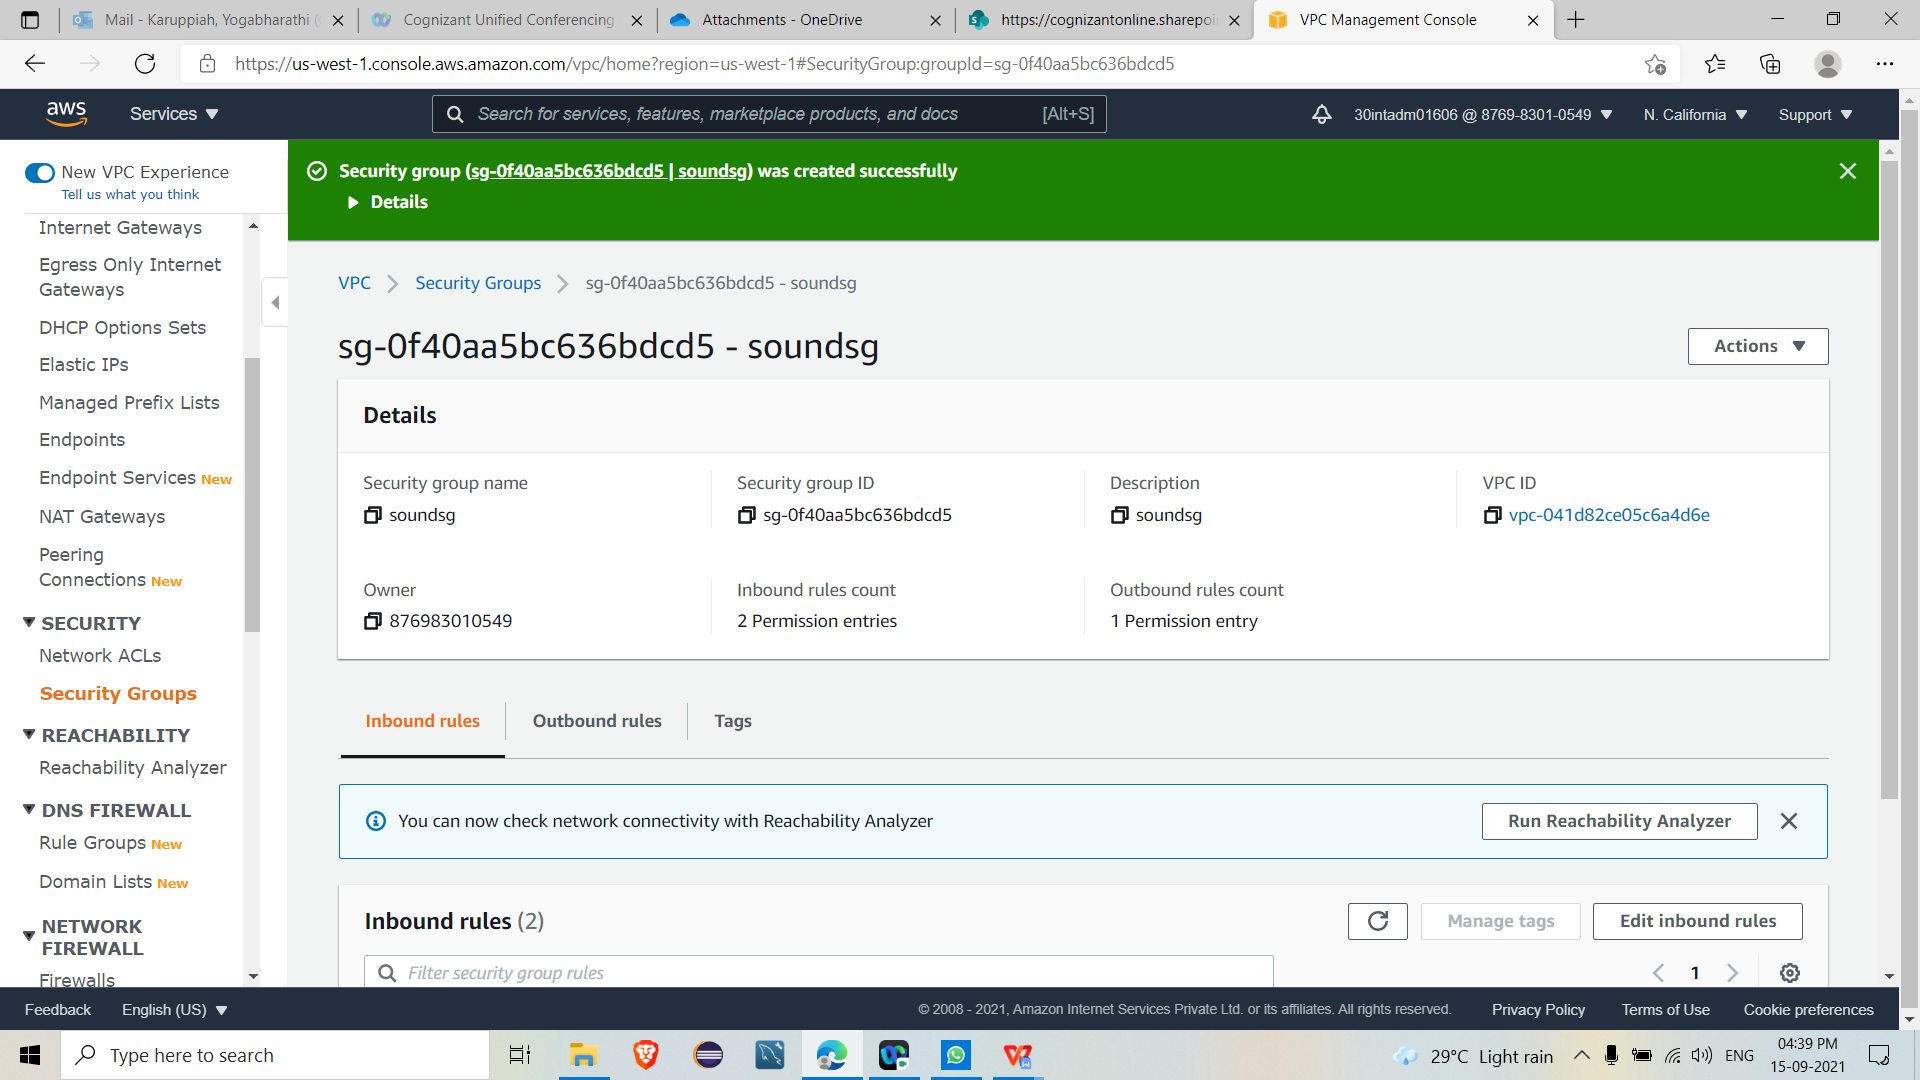 Mail - Karuppiah, Yogabharathi (
Cognizant Unified Conferencing
Attachments - OneDrive
https://cognizantonline.sharepoi
VPC Management Console
https://us-west-1.console.aws.amazon.com/vpc/home?region=us-west-1#SecurityGroup:groupId=sg-0f40aa5bc636bdcd5
aws
Services
Search for services, features, marketplace products, and docs
[Alt+S]
30intadm01606 @ 8769-8301-0549
N. California
Support
New VPC Experience
Tell us what you think
Internet Gateways
Egress Only Internet
Gateways
DHCP Options Sets
Elastic IPs
Managed Prefix Lists
Endpoints
Endpoint Services New
NAT Gateways
Peering
Connections New
SECURITY
Network ACLs
Security Groups
REACHABILITY
Reachability Analyzer
DNS FIREWALL
Rule Groups New
Domain Lists New
NETWORK
FIREWALL
Firewalls
Security group (sg-0f40aa5bc636bdcd5 | soundsg) was created successfully
Details
VPC
Security Groups
sg-0f40aa5bc636bdcd5 - soundsg
sg-0f40aa5bc636bdcd5 - soundsg
Actions
Details
Security group name
soundsg
Security group ID
sg-0f40aa5bc636bdcd5
Description
soundsg
VPC ID
vpc-041d82ce05c6a4d6e
Owner
876983010549
Inbound rules count
2 Permission entries
Outbound rules count
1 Permission entry
Inbound rules
Outbound rules
Tags
You can now check network connectivity with Reachability Analyzer
Run Reachability Analyzer
Inbound rules (2)
Manage tags
Edit inbound rules
Filter security group rules
1
Feedback
English (US)
© 2008 - 2021, Amazon Internet Services Private Ltd. or its affiliates. All rights reserved.
Privacy Policy
Terms of Use
Cookie preferences
Type here to search
29°C Light rain
ENG
04:39 PM
15-09-2021